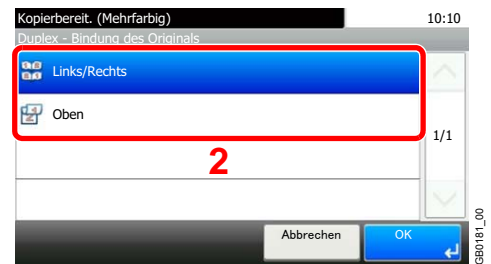 Kopierbereit. (Mehrfarbig) 10:10
Duplex - Bindung des Originals
Links/Rechts
Oben
1/1
2
Abbrechen OK
GB0181_00